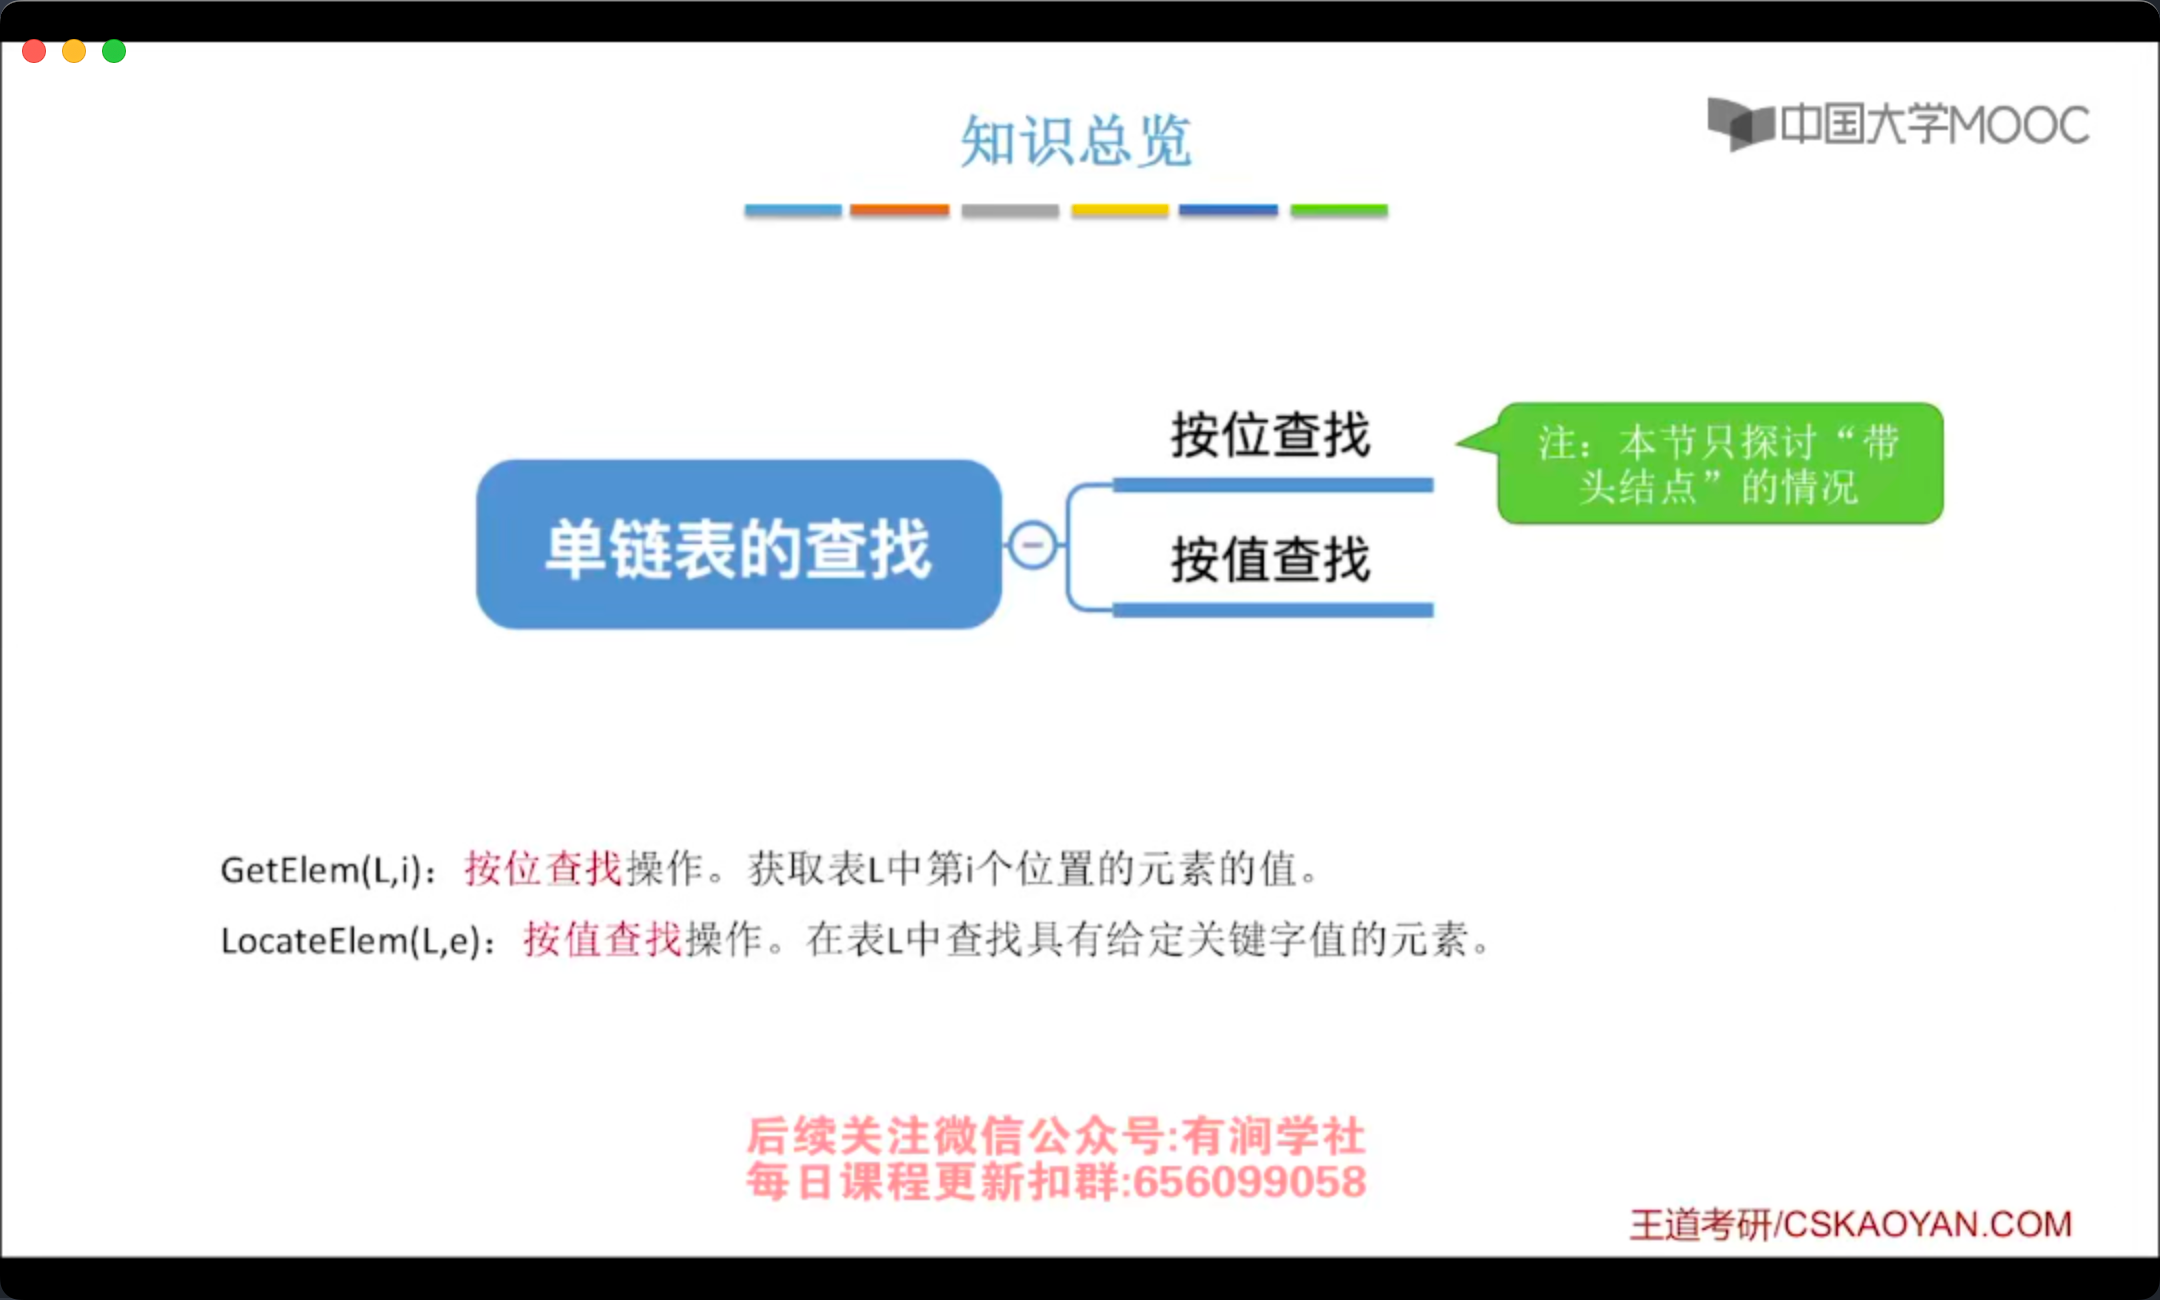 知识总览
中国大学MOOC
按位查找
注：本节只探讨“带
头结点”的情况
单链表的查找
按值查找
GetElem(L,i)：按位查找操作。获取表L中第i个位置的元素的值。
LocateElem(L,e)：按值查找操作。在表L中查找具有给定关键字值的元素。
后续关注微信公众号:有涧学社
每日课程更新扣群:656099058
王道考研/CSKAOYAN.COM